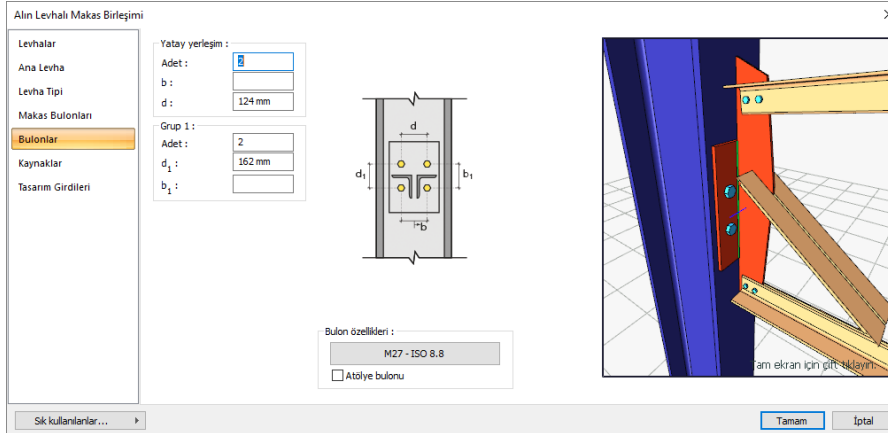 Alın Levhalı Makas Birleşimi
Levhalar
Ana Levha
Levha Tipi
Makas Bulonları
Bulonlar
Kaynaklar
Tasarım Girdileri
Yatay yerleşim :
Adet : 2
b :
d : 124 mm
Grup 1 :
Adet : 2
d1 : 162 mm
b1 :
d
d1 b1
b
Bulon özellikleri :
M27 - ISO 8.8
Atölye bulonu
Tam ekran için çift tıklayın.
Sık kullanılanlar...
Tamam İptal